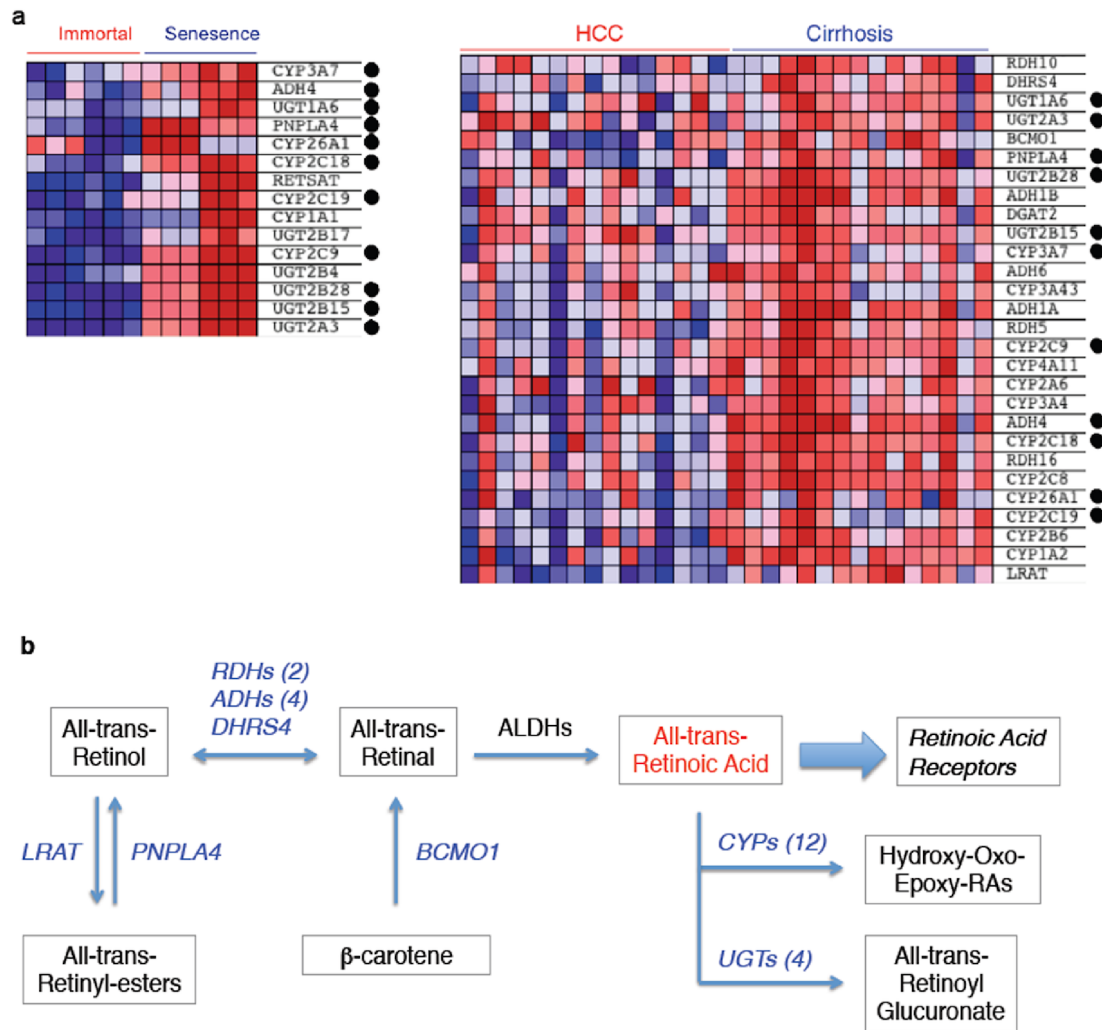 a
Immortal Senesence
CYP3A7
ADH4
UGT1A6
PNPLA4
CYP26A1
CYP2C18
RETSAT
CYP2C19
CYP1A1
UGT2B17
CYP2C9
UGT2B4
UGT2B28
UGT2B15
UGT2A3
HCC Cirrhosis
RDH10
DHRS4
UGT1A6
UGT2A3
BCMO1
PNPLA4
UGT2B28
ADH1B
DGAT2
UGT2B15
CYP3A7
ADH6
CYP3A43
ADH1A
RDH5
CYP2C9
CYP4A11
CYP2A6
CYP3A4
ADH4
CYP2C18
RDH16
CYP2C8
CYP26A1
CYP2C19
CYP2B6
CYP1A2
LRAT
b
RDHs (2)
ADHs (4)
DHRS4
All-trans-
Retinol
All-trans-
Retinal
ALDHs
All-trans-
Retinoic Acid
Retinoic Acid
Receptors
LRAT PNPLA4
BCMO1
CYPs (12)
Hydroxy-Oxo-
Epoxy-RAs
All-trans-
Retinyl-esters
β-carotene
UGTs (4)
All-trans-
Retinoyl
Glucuronate